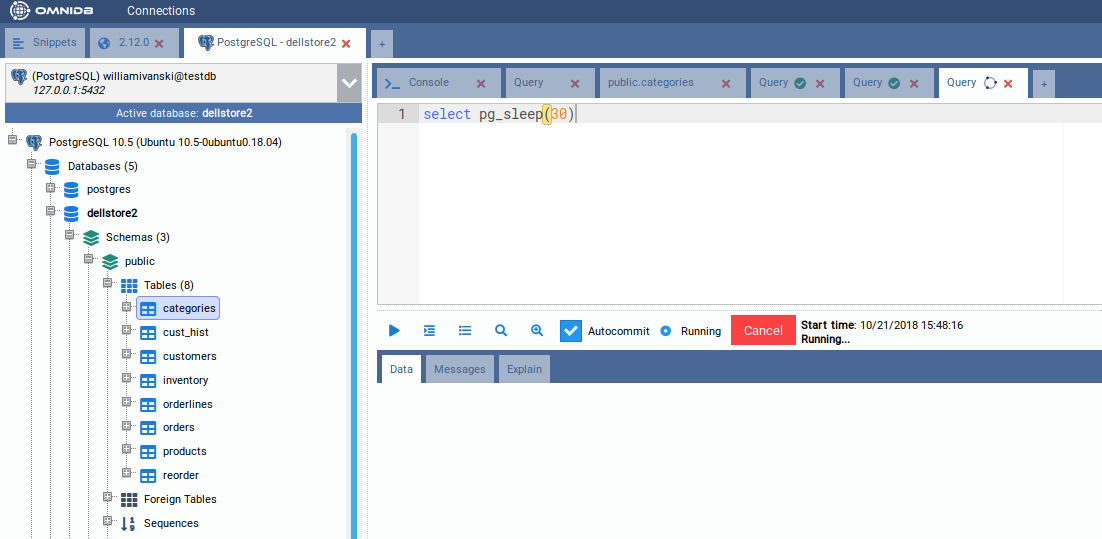 OMNIDB Connections
Snippets 2.12.0 PostgreSQL - dellstore2 +
(PostgreSQL) williamivanski@testdb
127.0.0.1:5432
Active database: dellstore2
PostgreSQL 10.5 (Ubuntu 10.5-0ubuntu0.18.04)
Databases (5)
postgres
dellstore2
Schemas (3)
public
Tables (8)
categories
cust_hist
customers
inventory
orderlines
orders
products
reorder
Foreign Tables
Sequences
Console Query public.categories Query Query Query +
1 select pg_sleep(30)
Autocommit Running Cancel Start time: 10/21/2018 15:48:16
Running...
Data Messages Explain